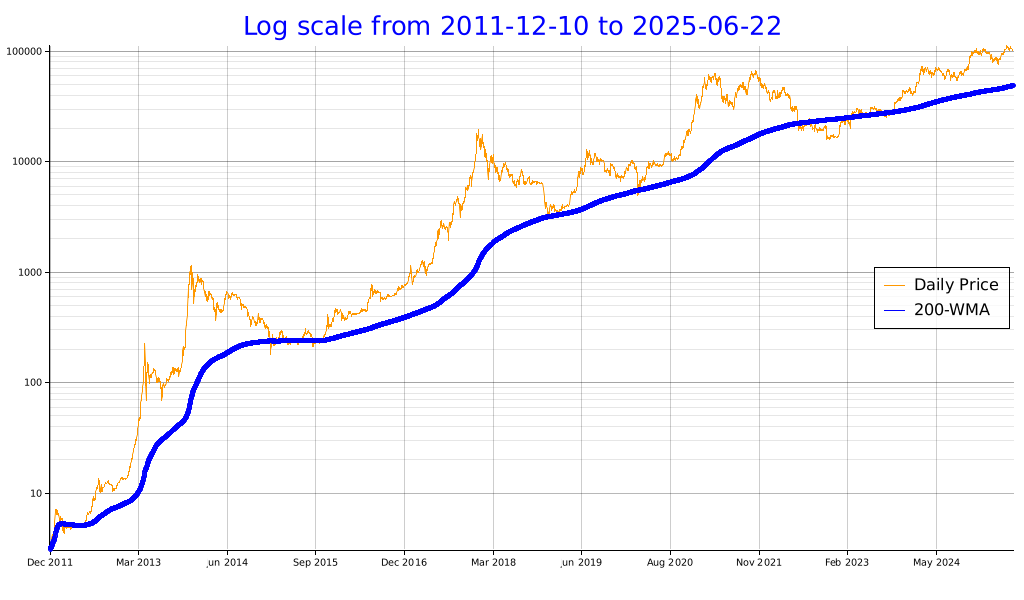 Log scale from 2011-12-10 to 2025-06-22
100000
10000
1000
100
10
Daily Price
200-WMA
Dec 2011 Mar 2013 Jun 2014 Sep 2015 Dec 2016 Mar 2018 Jun 2019 Aug 2020 Nov 2021 Feb 2023 May 2024